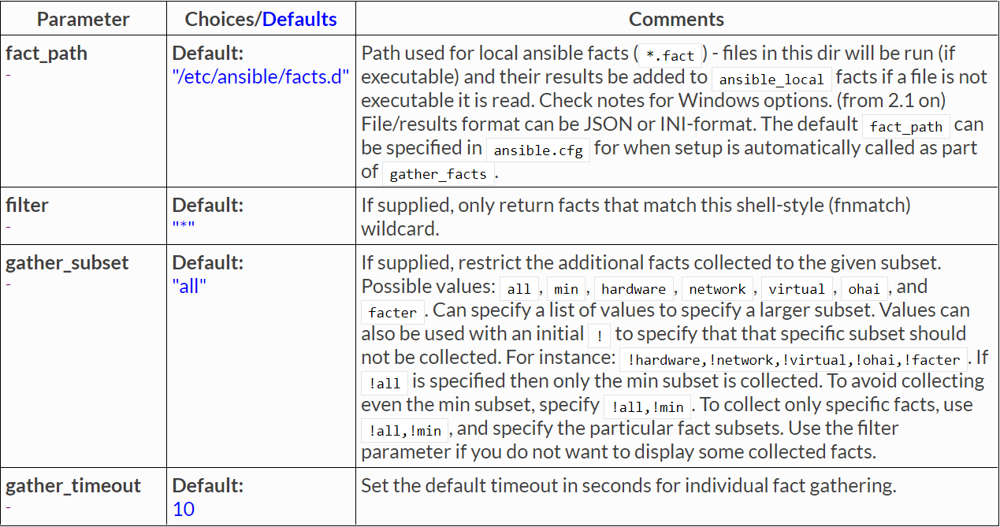 Parameter Choices/Defaults Comments
fact_path
-
Default:
"/etc/ansible/facts.d"
Path used for local ansible facts ( *.fact ) - files in this dir will be run (if
executable) and their results be added to ansible_local facts if a file is not
executable it is read. Check notes for Windows options. (from 2.1 on)
File/results format can be JSON or INI-format. The default fact_path can
be specified in ansible.cfg for when setup is automatically called as part
of gather_facts .
filter
-
Default:
"*"
If supplied, only return facts that match this shell-style (fnmatch)
wildcard.
gather_subset
-
Default:
"all"
If supplied, restrict the additional facts collected to the given subset.
Possible values: all , min , hardware , network , virtual , ohai , and
facter . Can specify a list of values to specify a larger subset. Values can
also be used with an initial ! to specify that that specific subset should
not be collected. For instance: !hardware,!network,!virtual,!ohai,!facter . If
!all is specified then only the min subset is collected. To avoid collecting
even the min subset, specify !all,!min . To collect only specific facts, use
!all,!min , and specify the particular fact subsets. Use the filter
parameter if you do not want to display some collected facts.
gather_timeout
-
Default:
10
Set the default timeout in seconds for individual fact gathering.